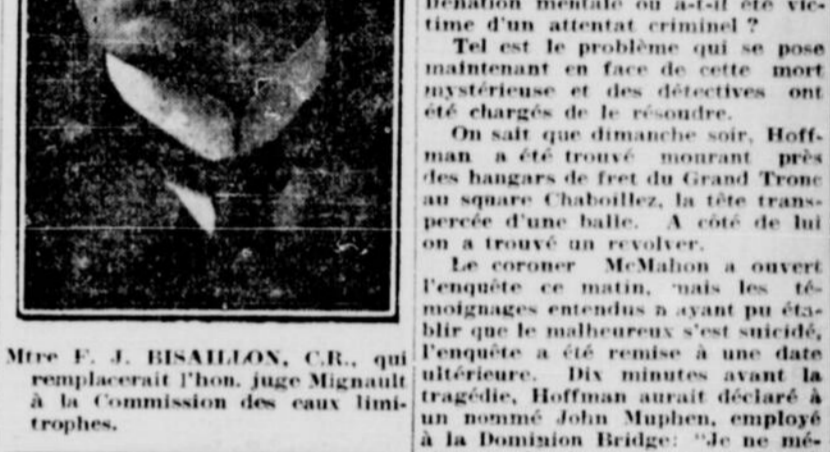 Mtre F. J. BISAILLON, C.R., qui
remplacerait l'hon. juge Mignault
à la Commission des eaux limi-
trophes.
liénation mentale ou a-t-il été vic-
time d'un attentat criminel ?
Tel est le problème qui se pose
maintenant en face de cette mort
mystérieuse et des détectives ont
été chargés de le résoudre.
On sait que dimanche soir, Hoff-
man a été trouvé mourant près
des hangars de fret du Grand Tronc
au square Chaboillez, la tête trans-
percée d'une balle. A côté de lui
on a trouvé un revolver.
Le coroner McMahon a ouvert
l'enquête ce matin, mais les té-
moignages entendus n'ayant pu éta-
blir que le malheureux s'est suicidé,
l'enquête a été remise à une date
ultérieure. Dix minutes avant la
tragédie, Hoffman aurait déclaré à
un nommé John Muphen, employé
à la Dominion Bridge: "Je ne mé-